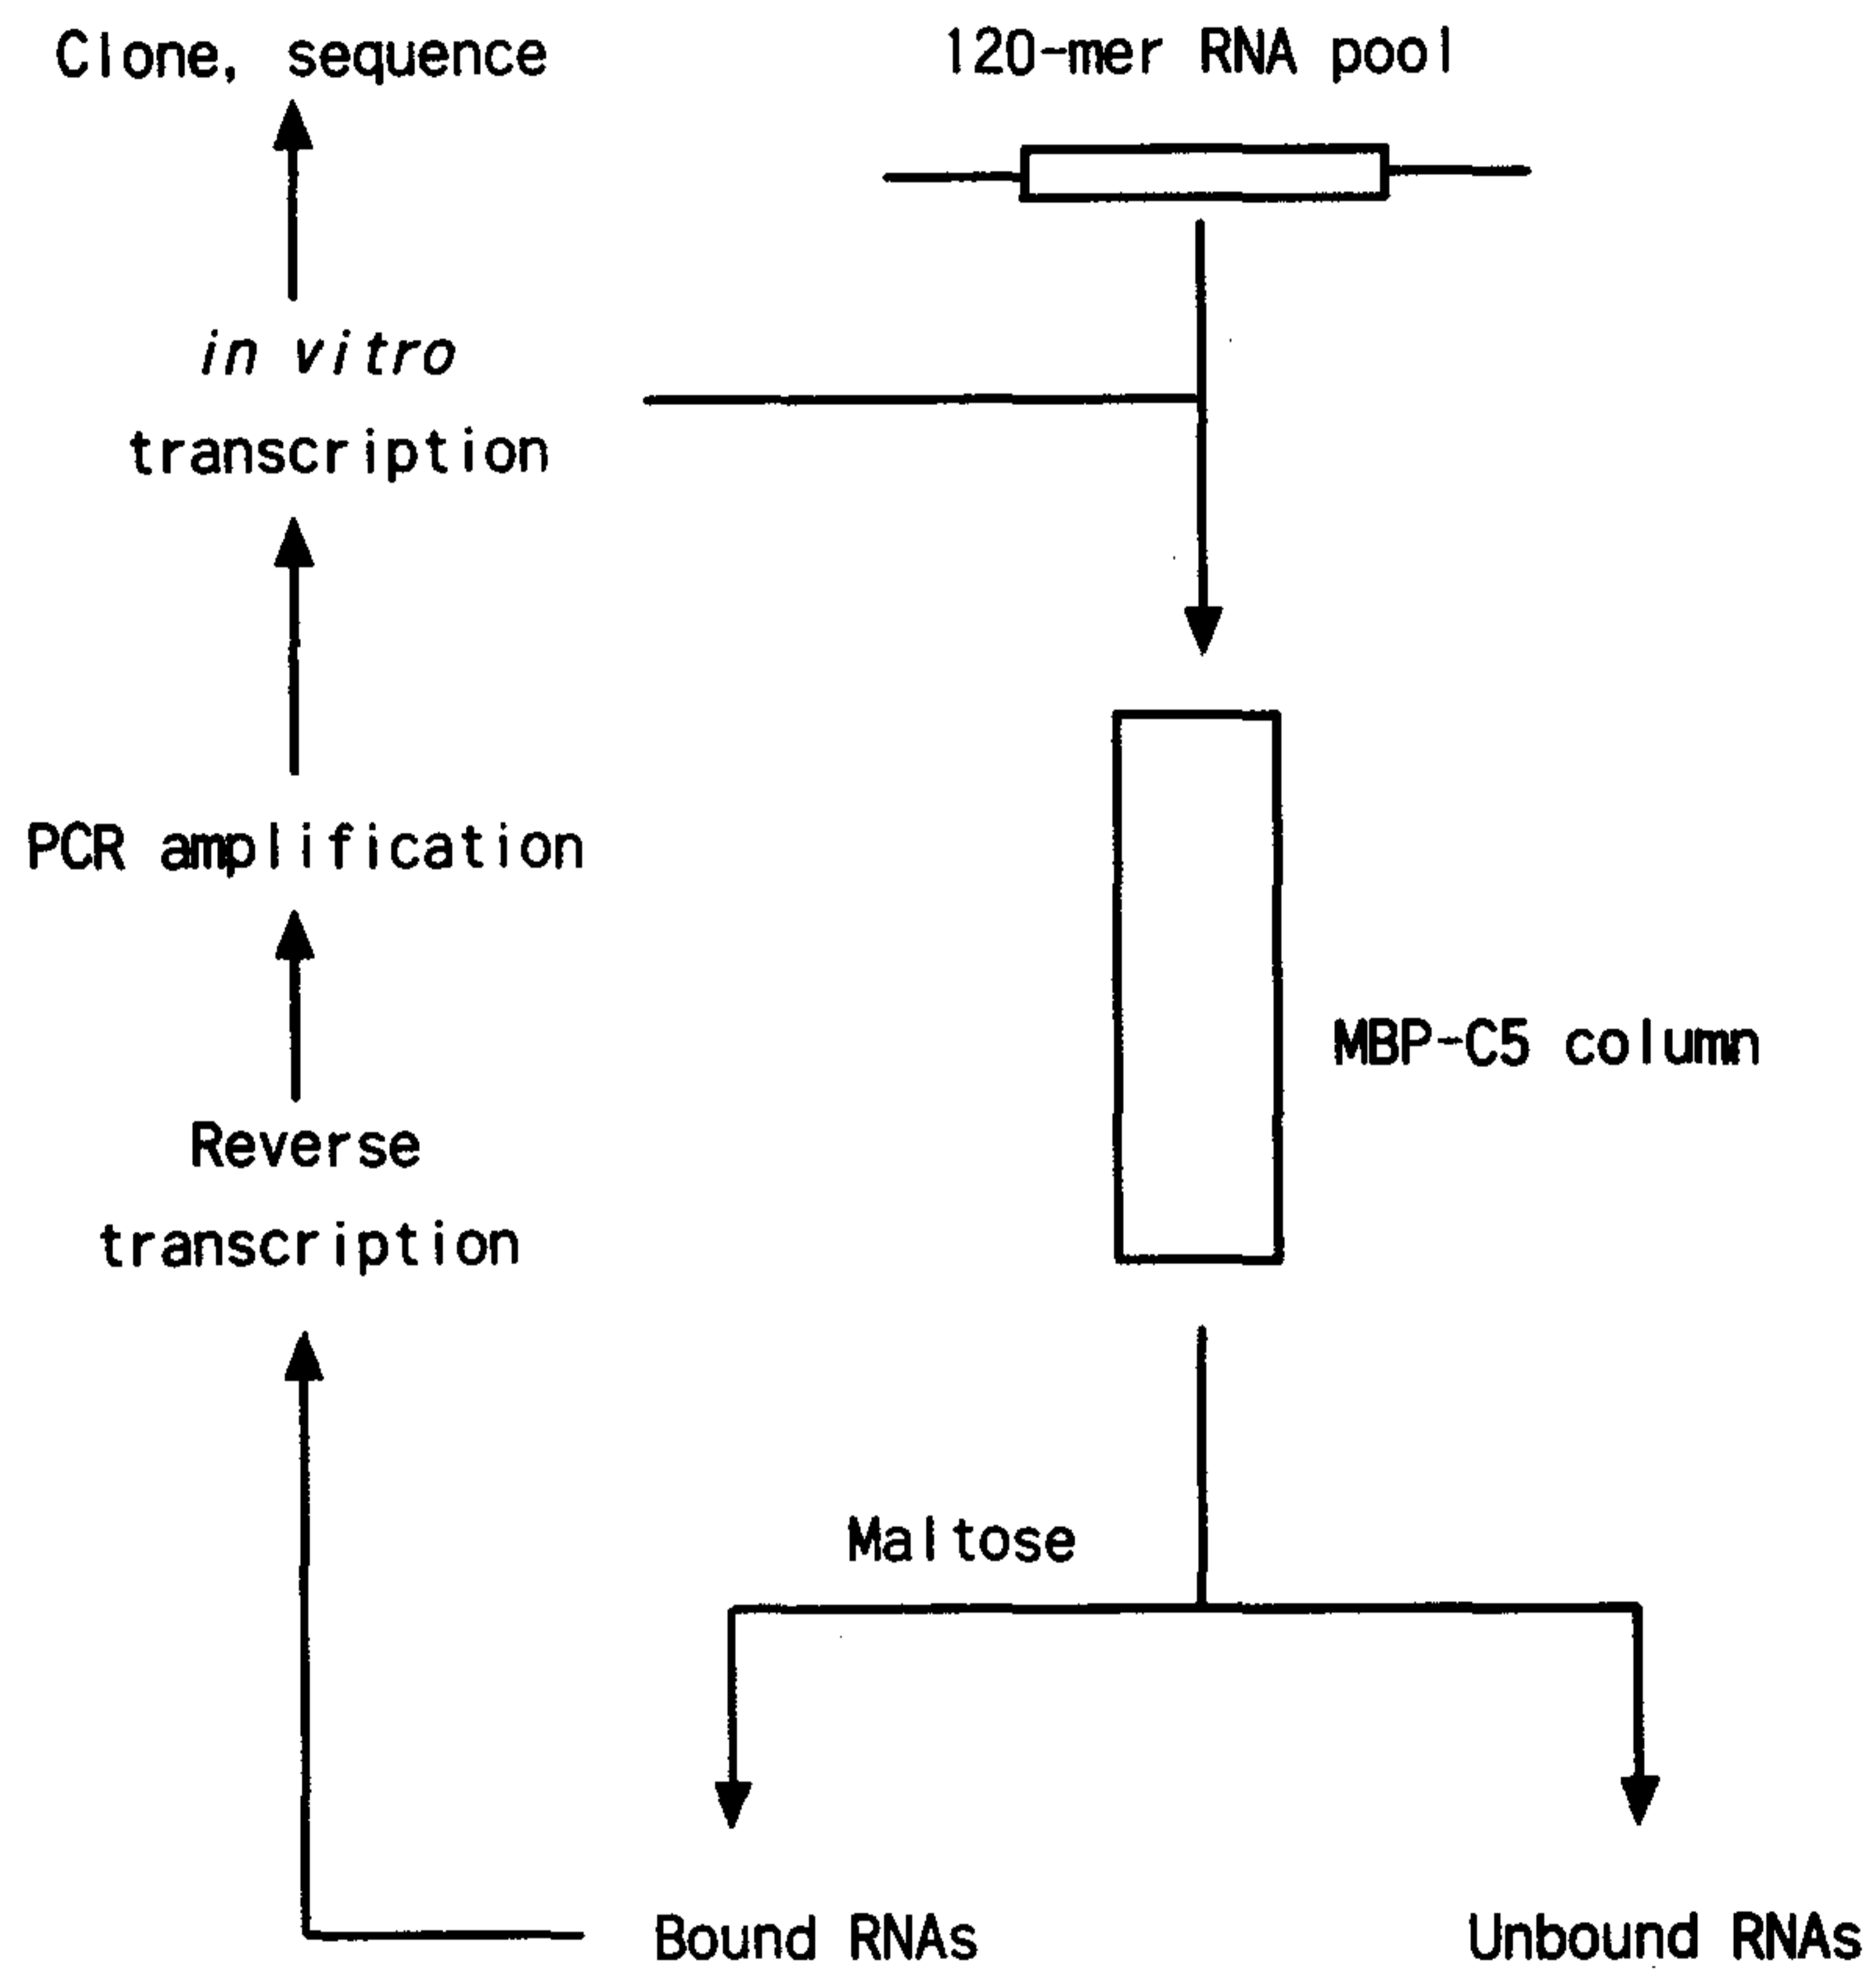 Clone, sequence
120-mer RNA pool
in vitro
transcription
PCR amplification
MBP-C5 column
Reverse
transcription
Maltose
Bound RNAs
Unbound RNAs